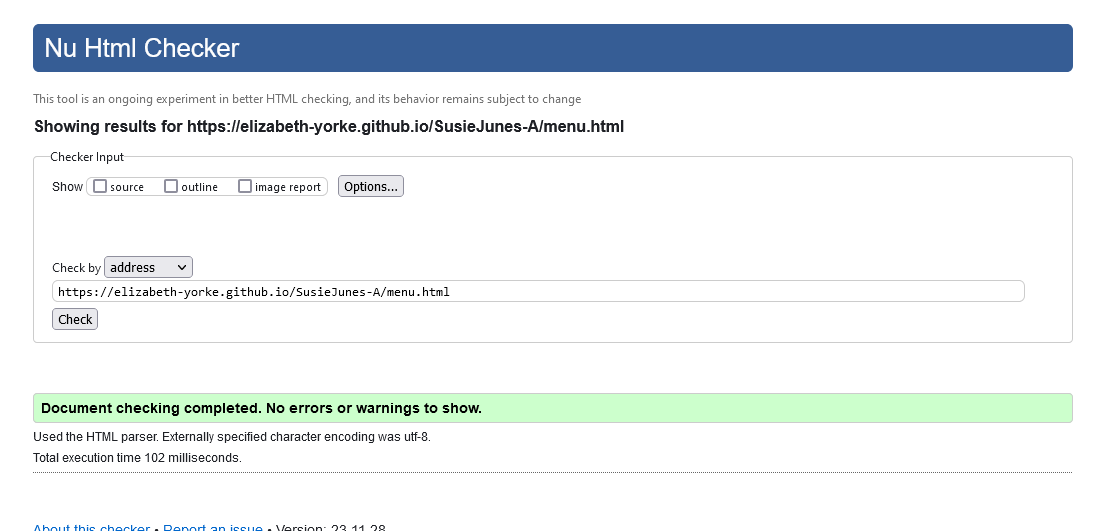 Nu Html Checker
This tool is an ongoing experiment in better HTML checking, and its behavior remains subject to change
Showing results for https://elizabeth-yorke.github.io/SusieJunes-A/menu.html
Checker Input
Show source outline image report Options...
Check by address
https://elizabeth-yorke.github.io/SusieJunes-A/menu.html
Check
Document checking completed. No errors or warnings to show.
Used the HTML parser. Externally specified character encoding was utf-8.
Total execution time 102 milliseconds.
About this checker • Report an issue • Version: 23.11.28